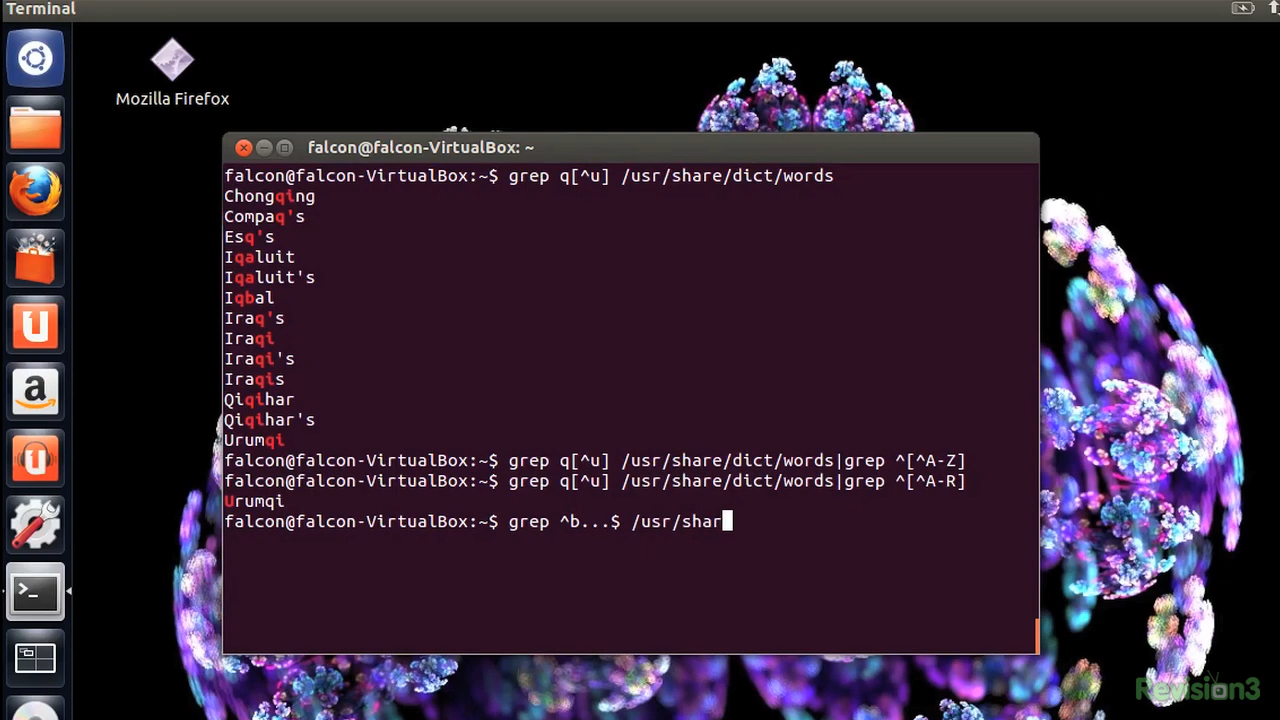 Terminal
Mozilla Firefox
falcon@falcon-VirtualBox: ~
falcon@falcon-VirtualBox:~$ grep q[^u] /usr/share/dict/words
Chongqing
Compaq's
Esq's
Iqaluit
Iqaluit's
Iqbal
Iraq's
Iraqi
Iraqi's
Iraqis
Qiqihar
Qiqihar's
Urumqi
falcon@falcon-VirtualBox:~$ grep q[^u] /usr/share/dict/words|grep ^[^A-Z]
falcon@falcon-VirtualBox:~$ grep q[^u] /usr/share/dict/words|grep ^[^A-R]
Urumqi
falcon@falcon-VirtualBox:~$ grep ^b...$ /usr/shar
Revision3